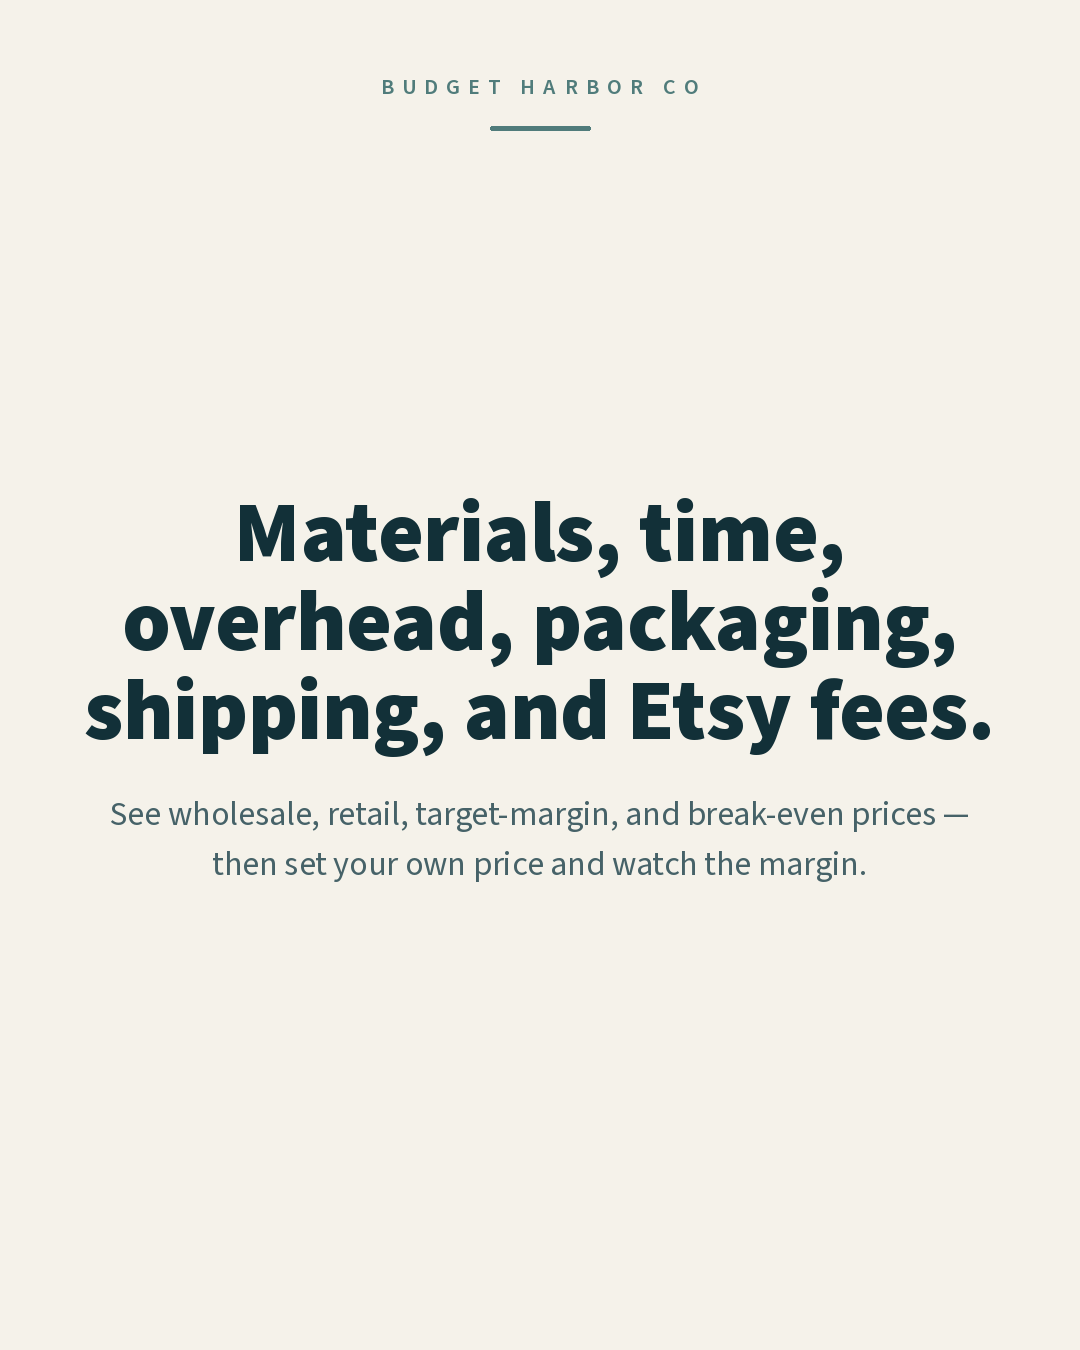 BUDGET HARBOR CO
Materials, time,
overhead, packaging,
shipping, and Etsy fees.
See wholesale, retail, target-margin, and break-even prices —
then set your own price and watch the margin.